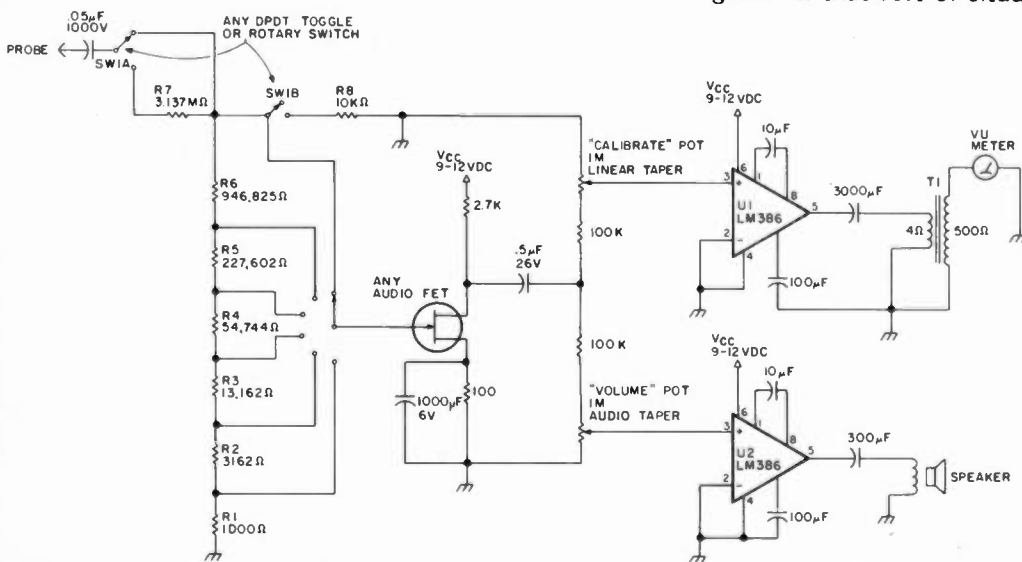 .05µF
1000V
PROBE
SW1A
ANY DPDT TOGGLE
OR ROTARY SWITCH
R7
3.137MΩ
SW1B
R8
10KΩ
R6
946,825Ω
R5
227,602Ω
R4
54,744Ω
R3
13,162Ω
R2
3162Ω
R1
1000Ω
VCC
9-12VDC
2.7K
ANY
AUDIO FET
.5µF
26V
1000µF
6V
100
"CALIBRATE" POT
1M
LINEAR TAPER
100K
100K
"VOLUME" POT
1M
AUDIO TAPER
VCC
9-12VDC
10µF
6
1
8
3
+
U1
LM386
5
2
-
4
100µF
3000µF
T1
4Ω
500Ω
VU
METER
VCC
9-12VDC
10µF
6
1
8
3
+
U2
LM386
5
2
-
4
100µF
300µF
SPEAKER